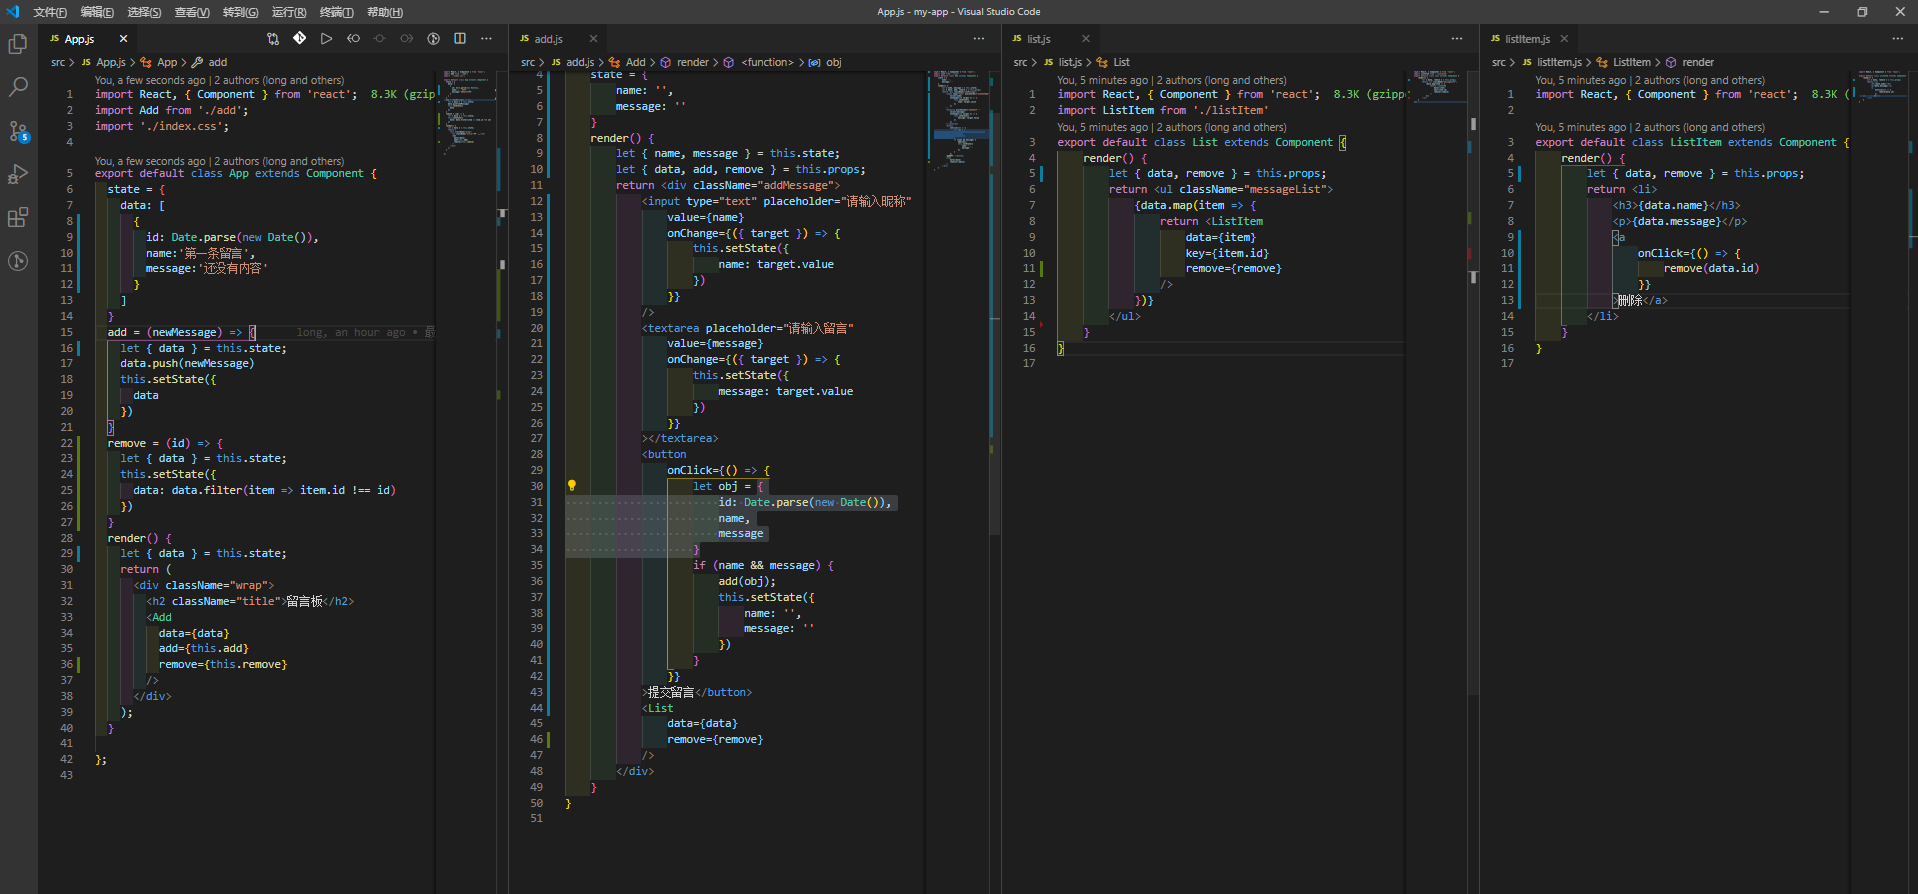 文件(F) 编辑(E) 选择(S) 查看(V) 转到(G) 运行(R) 终端(T) 帮助(H)
App.js - my-app - Visual Studio Code
JS App.js
src > JS App.js > App > add
You, a few seconds ago | 2 authors (long and others)
1 import React, { Component } from 'react';  8.3K (gzip
2 import Add from './add';
3 import './index.css';
4
You, a few seconds ago | 2 authors (long and others)
5 export default class App extends Component {
6 state = {
7 data: [
8 {
9 id: Date.parse(new Date()),
10 name:'第一条留言',
11 message:'还没有内容'
12 }
13 ]
14 }
15 add = (newMessage) => { long, an hour ago •
16 let { data } = this.state;
17 data.push(newMessage)
18 this.setState({
19 data
20 })
21 }
22 remove = (id) => {
23 let { data } = this.state;
24 this.setState({
25 data: data.filter(item => item.id !== id)
26 })
27 }
28 render() {
29 let { data } = this.state;
30 return (
31 <div className="wrap">
32 <h2 className="title">留言板</h2>
33 <Add
34 data={data}
35 add={this.add}
36 remove={this.remove}
37 />
38 </div>
39 );
40 }
41
42 };
43
5
JS add.js
src > JS add.js > Add > render > <function> > obj
4 state = {
5 name: '',
6 message: ''
7 }
8 render() {
9 let { name, message } = this.state;
10 let { data, add, remove } = this.props;
11 return <div className="addMessage">
12 <input type="text" placeholder="请输入昵称"
13 value={name}
14 onChange={({ target }) => {
15 this.setState({
16 name: target.value
17 })
18 }}
19 />
20 <textarea placeholder="请输入留言"
21 value={message}
22 onChange={({ target }) => {
23 this.setState({
24 message: target.value
25 })
26 }}
27 ></textarea>
28 <button
29 onClick={() => {
30 let obj = {
31 id: Date.parse(new Date()),
32 name,
33 message
34 }
35 if (name && message) {
36 add(obj);
37 this.setState({
38 name: '',
39 message: ''
40 })
41 }
42 }}
43 >提交留言</button>
44 <List
45 data={data}
46 remove={remove}
47 />
48 </div>
49 }
50 }
51
JS list.js
src > JS list.js > List
You, 5 minutes ago | 2 authors (long and others)
1 import React, { Component } from 'react';  8.3K (gzipp
2 import ListItem from './listItem'
You, 5 minutes ago | 2 authors (long and others)
3 export default class List extends Component {
4 render() {
5 let { data, remove } = this.props;
6 return <ul className="messageList">
7 {data.map(item => {
8 return <ListItem
9 data={item}
10 key={item.id}
11 remove={remove}
12 />
13 })}
14 </ul>
15 }
16 }
17
JS listItem.js
src > JS listItem.js > ListItem > render
You, 5 minutes ago | 2 authors (long and others)
1 import React, { Component } from 'react';  8.3K (
2
You, 5 minutes ago | 2 authors (long and others)
3 export default class ListItem extends Component {
4 render() {
5 let { data, remove } = this.props;
6 return <li>
7 <h3>{data.name}</h3>
8 <p>{data.message}</p>
9 <a
10 onClick={() => {
11 remove(data.id)
12 }}
13 >删除</a>
14 </li>
15 }
16 }
17